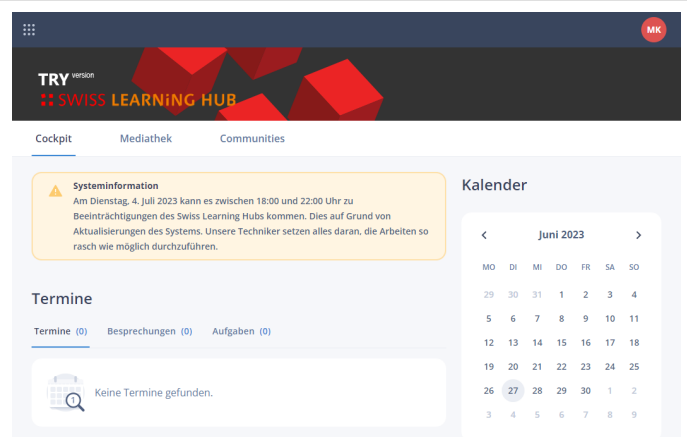 MK
TRY version
SWISS LEARNiNG HUB
Cockpit Mediathek Communities
Systeminformation
Am Dienstag, 4. Juli 2023 kann es zwischen 18:00 und 22:00 Uhr zu
Beeinträchtigungen des Swiss Learning Hubs kommen. Dies auf Grund von
Aktualisierungen des Systems. Unsere Techniker setzen alles daran, die Arbeiten so
rasch wie möglich durchzuführen.
Termine
Termine (0) Besprechungen (0) Aufgaben (0)
1
Keine Termine gefunden.
Kalender
Juni 2023
MO DI MI DO FR SA SO
29 30 31 1 2 3 4
5 6 7 8 9 10 11
12 13 14 15 16 17 18
19 20 21 22 23 24 25
26 27 28 29 30 1 2
3 4 5 6 7 8 9